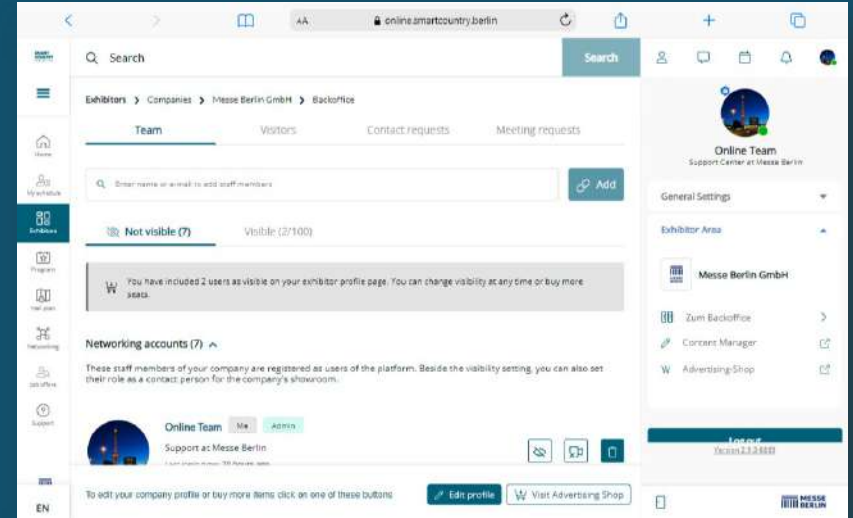 AA
online.smartcountry.berlin
Search
Search
Exhibitors > Companies > Messe Berlin GmbH > Backoffice
Team
Visitors
Contact requests
Meeting requests
Enter name or e-mail to add staff members
Add
Not visible (7)
Visible (2/100)
You have included 2 users as visible on your exhibitor profile page. You can change visibility at any time or buy more
seats.
Networking accounts (7)
These staff members of your company are registered as users of the platform. Beside the visibility setting, you can also set
their role as a contact person for the company's showroom.
Online Team
Me
Admin
Support at Messe Berlin
To edit your company profile or buy more items click on one of these buttons
Edit profile
Visit Advertising Shop
Home
My schedule
Exhibitors
Program
Hall plan
Networking
Job offers
Support
EN
Online Team
Support Center at Messe Berlin
General Settings
Exhibitor Area
Messe Berlin GmbH
Zum Backoffice
Content Manager
Advertising-Shop
Log out
MESSE
BERLIN